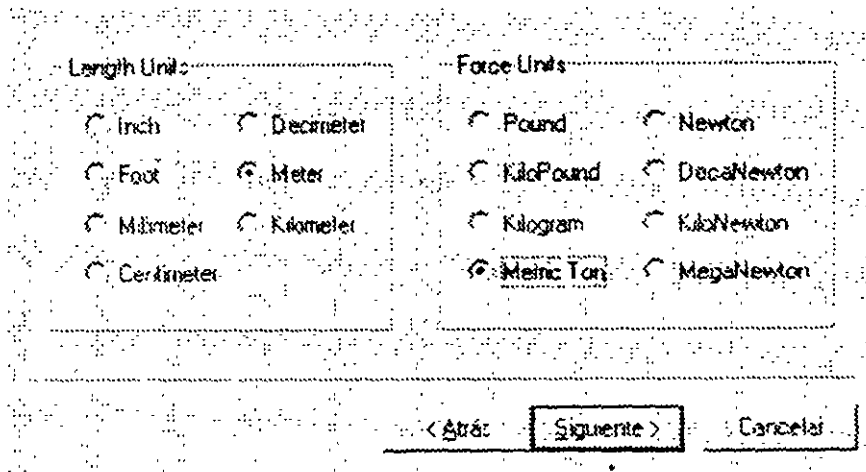 Length Units
Inch
Decimeter
Foot
Meter
Millimeter
Kilometer
Centimeter
Force Units
Pound
Newton
KiloPound
DecaNewton
Kilogram
KiloNewton
Metric Ton
MegaNewton
< Atrás
Siguiente >
Cancelar